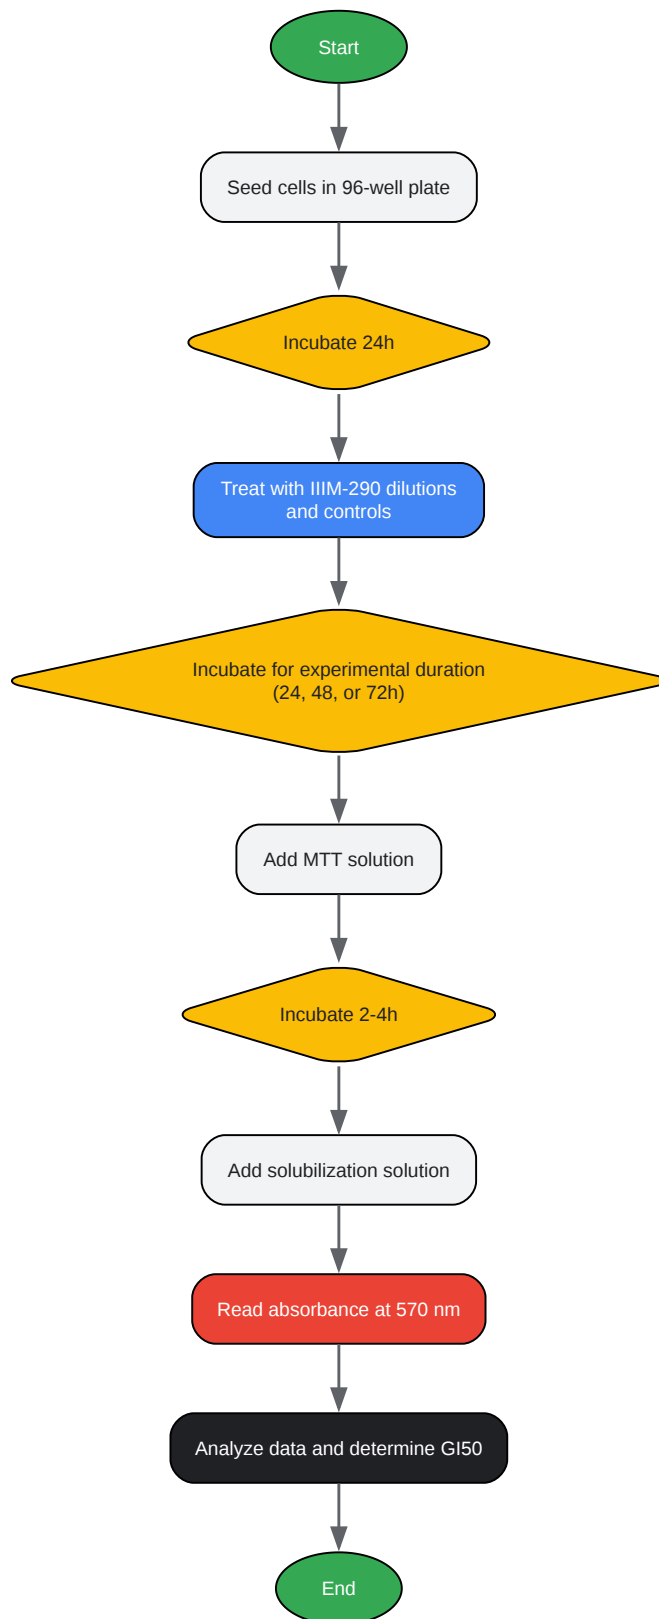 Start
Seed cells in 96-well plate
Incubate 24h
Treat with IIIM-290 dilutions
and controls
Incubate for experimental duration
(24, 48, or 72h)
Add MTT solution
Incubate 2-4h
Add solubilization solution
Read absorbance at 570 nm
Analyze data and determine GI50
End